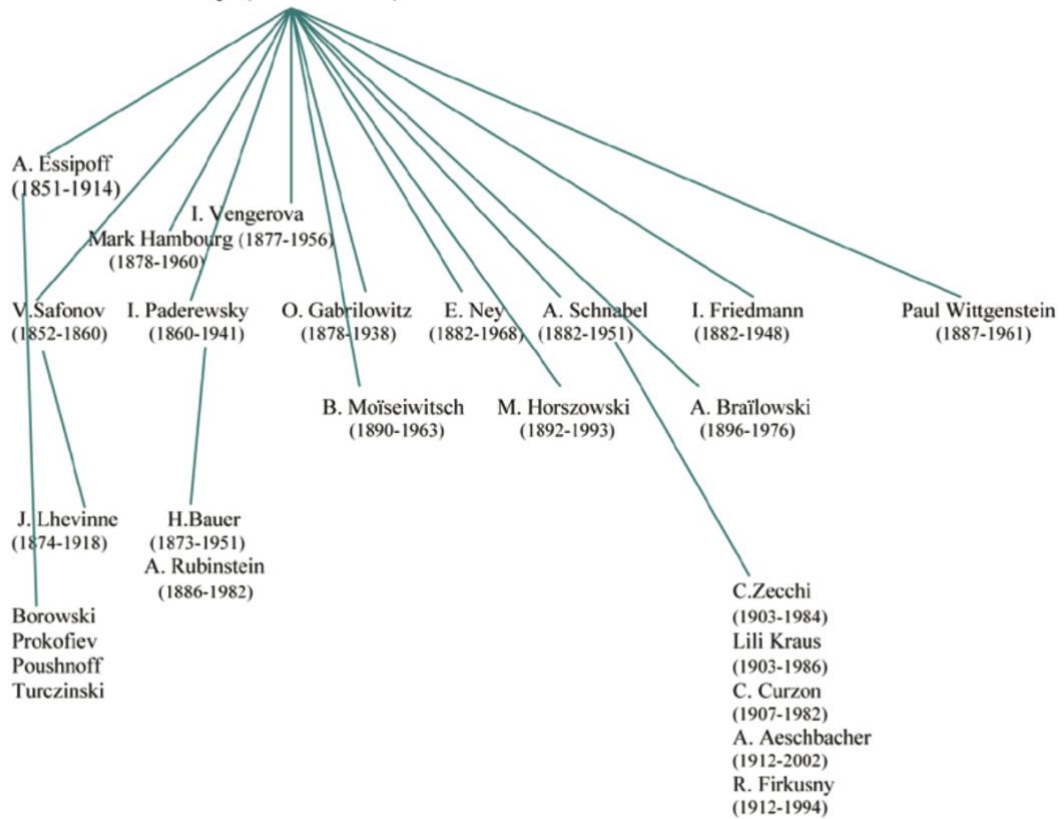 A. Essipoff
(1851-1914)
I. Vengerova
Mark Hambourg (1877-1956)
(1878-1960)
V.Safonov
(1852-1860)
I. Paderewsky
(1860-1941)
O. Gabrilowitz
(1878-1938)
E. Ney
(1882-1968)
A. Schnabel
(1882-1951)
I. Friedmann
(1882-1948)
Paul Wittgenstein
(1887-1961)
B. Moïseiwitsch
(1890-1963)
M. Horszowski
(1892-1993)
A. Braïlowski
(1896-1976)
J. Lhevinne
(1874-1918)
H.Bauer
(1873-1951)
A. Rubinstein
(1886-1982)
Borowski
Prokofiev
Poushnoff
Turczinski
C.Zecchi
(1903-1984)
Lili Kraus
(1903-1986)
C. Curzon
(1907-1982)
A. Aeschbacher
(1912-2002)
R. Firkusny
(1912-1994)